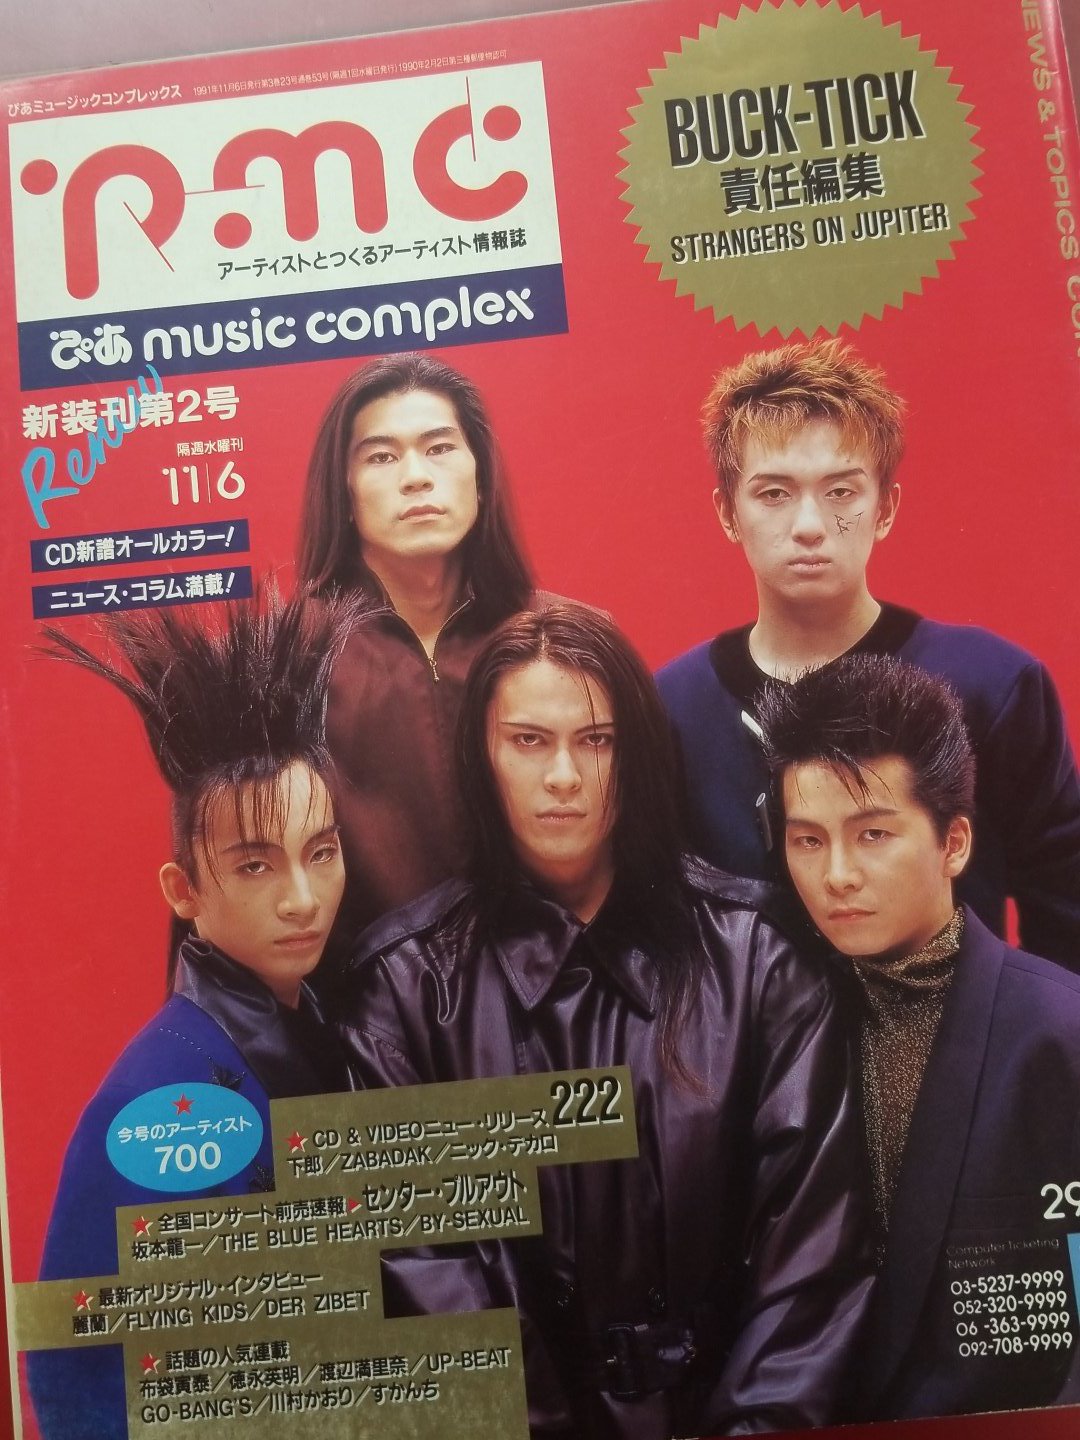 ぴあミュージックコンプレックス 1991年11月6日発行第3巻23号通巻53号(隔週1回水曜日発行)1990年2月2日第三種郵便物認可
PMC
アーティストとつくるアーティスト情報誌
ぴあ music complex
新装刊第2号
Renew
隔週水曜刊
11|6
CD新譜オールカラー!
ニュース・コラム満載!
BUCK-TICK
責任編集
STRANGERS ON JUPITER
NEWS & TOPICS
今号のアーティスト
700
★CD & VIDEOニュー・リリース222
下郎/ZABADAK/ニック・デカロ
★全国コンサート前売速報▶センター・プルアウト
坂本龍一/THE BLUE HEARTS/BY-SEXUAL
★最新オリジナル・インタビュー
麗蘭/FLYING KIDS/DER ZIBET
★話題の人気連載
布袋寅泰/徳永英明/渡辺満里奈/UP-BEAT
GO-BANG'S/川村かおり/すかんち
29
Computer Ticketing
Network
03-5237-9999
052-320-9999
06-363-9999
092-708-9999